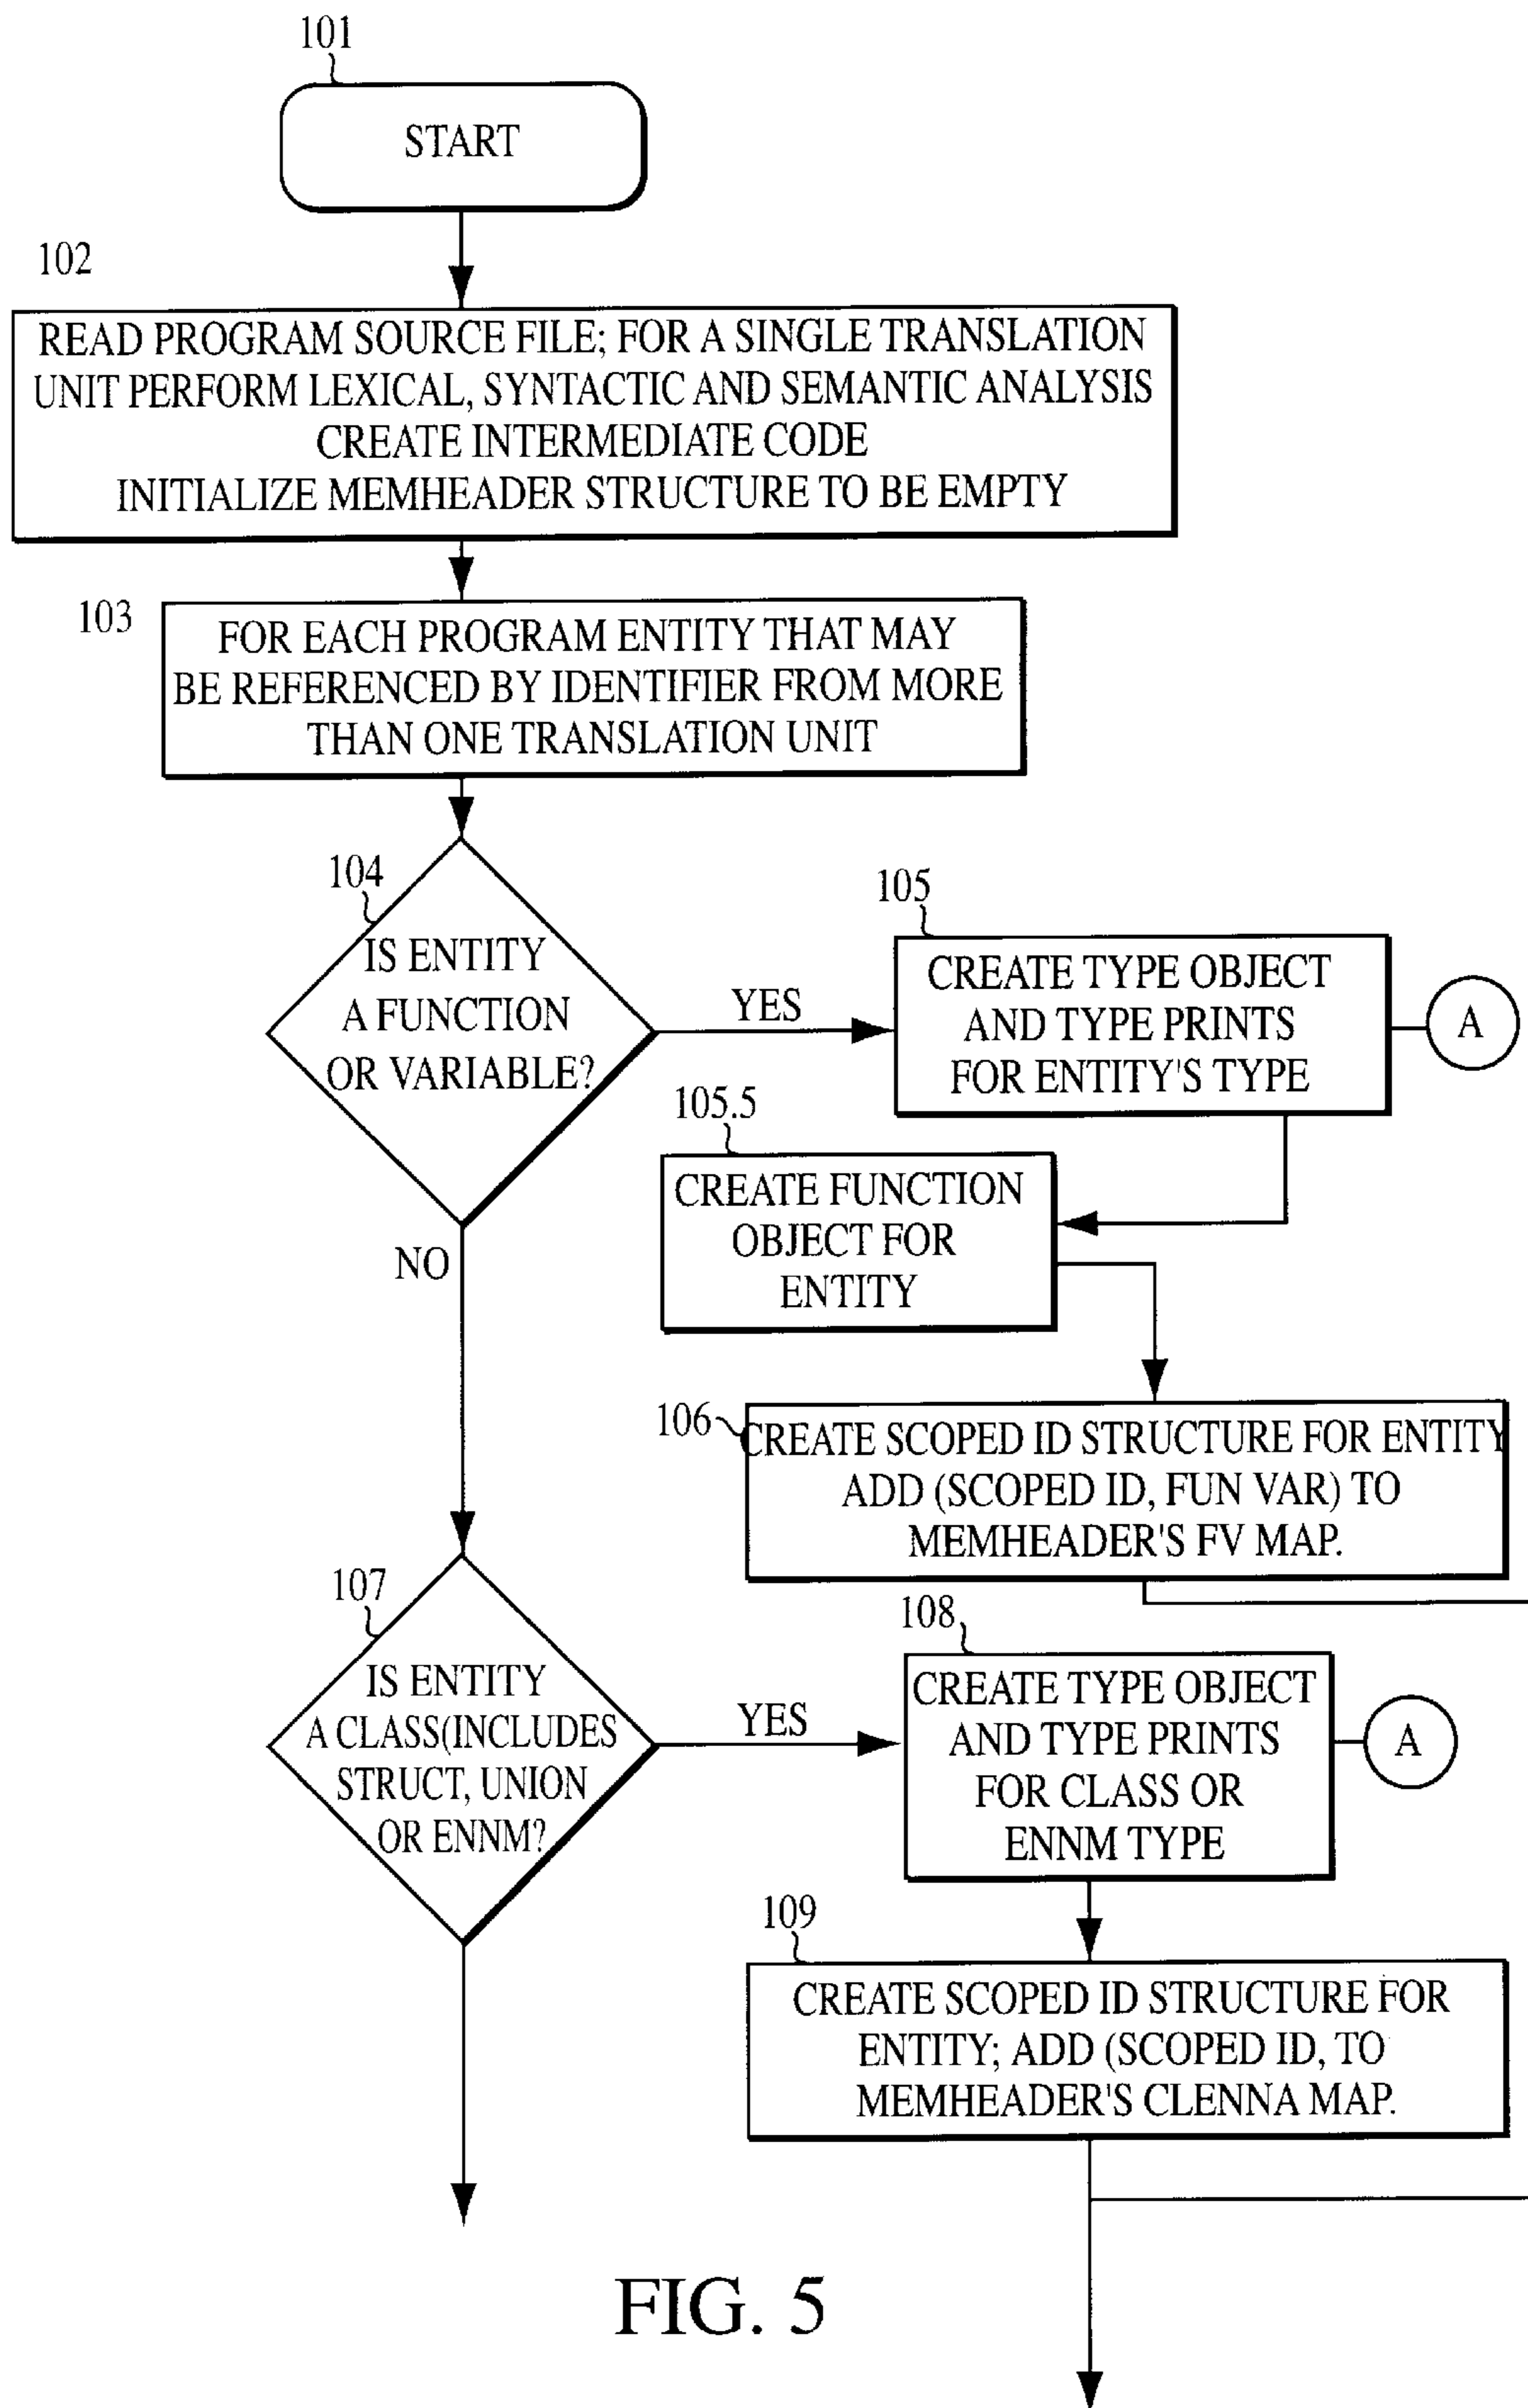 101
START
102
READ PROGRAM SOURCE FILE; FOR A SINGLE TRANSLATION
UNIT PERFORM LEXICAL, SYNTACTIC AND SEMANTIC ANALYSIS
CREATE INTERMEDIATE CODE
INITIALIZE MEMHEADER STRUCTURE TO BE EMPTY
103
FOR EACH PROGRAM ENTITY THAT MAY
BE REFERENCED BY IDENTIFIER FROM MORE
THAN ONE TRANSLATION UNIT
104
IS ENTITY
A FUNCTION
OR VARIABLE?
YES
NO
105
CREATE TYPE OBJECT
AND TYPE PRINTS
FOR ENTITY'S TYPE
A
105.5
CREATE FUNCTION
OBJECT FOR
ENTITY
106
CREATE SCOPED ID STRUCTURE FOR ENTITY
ADD (SCOPED ID, FUN VAR) TO
MEMHEADER'S FV MAP.
107
IS ENTITY
A CLASS(INCLUDES
STRUCT, UNION
OR ENNM?
YES
108
CREATE TYPE OBJECT
AND TYPE PRINTS
FOR CLASS OR
ENNM TYPE
A
109
CREATE SCOPED ID STRUCTURE FOR
ENTITY; ADD (SCOPED ID, TO
MEMHEADER'S CLENNA MAP.
FIG. 5